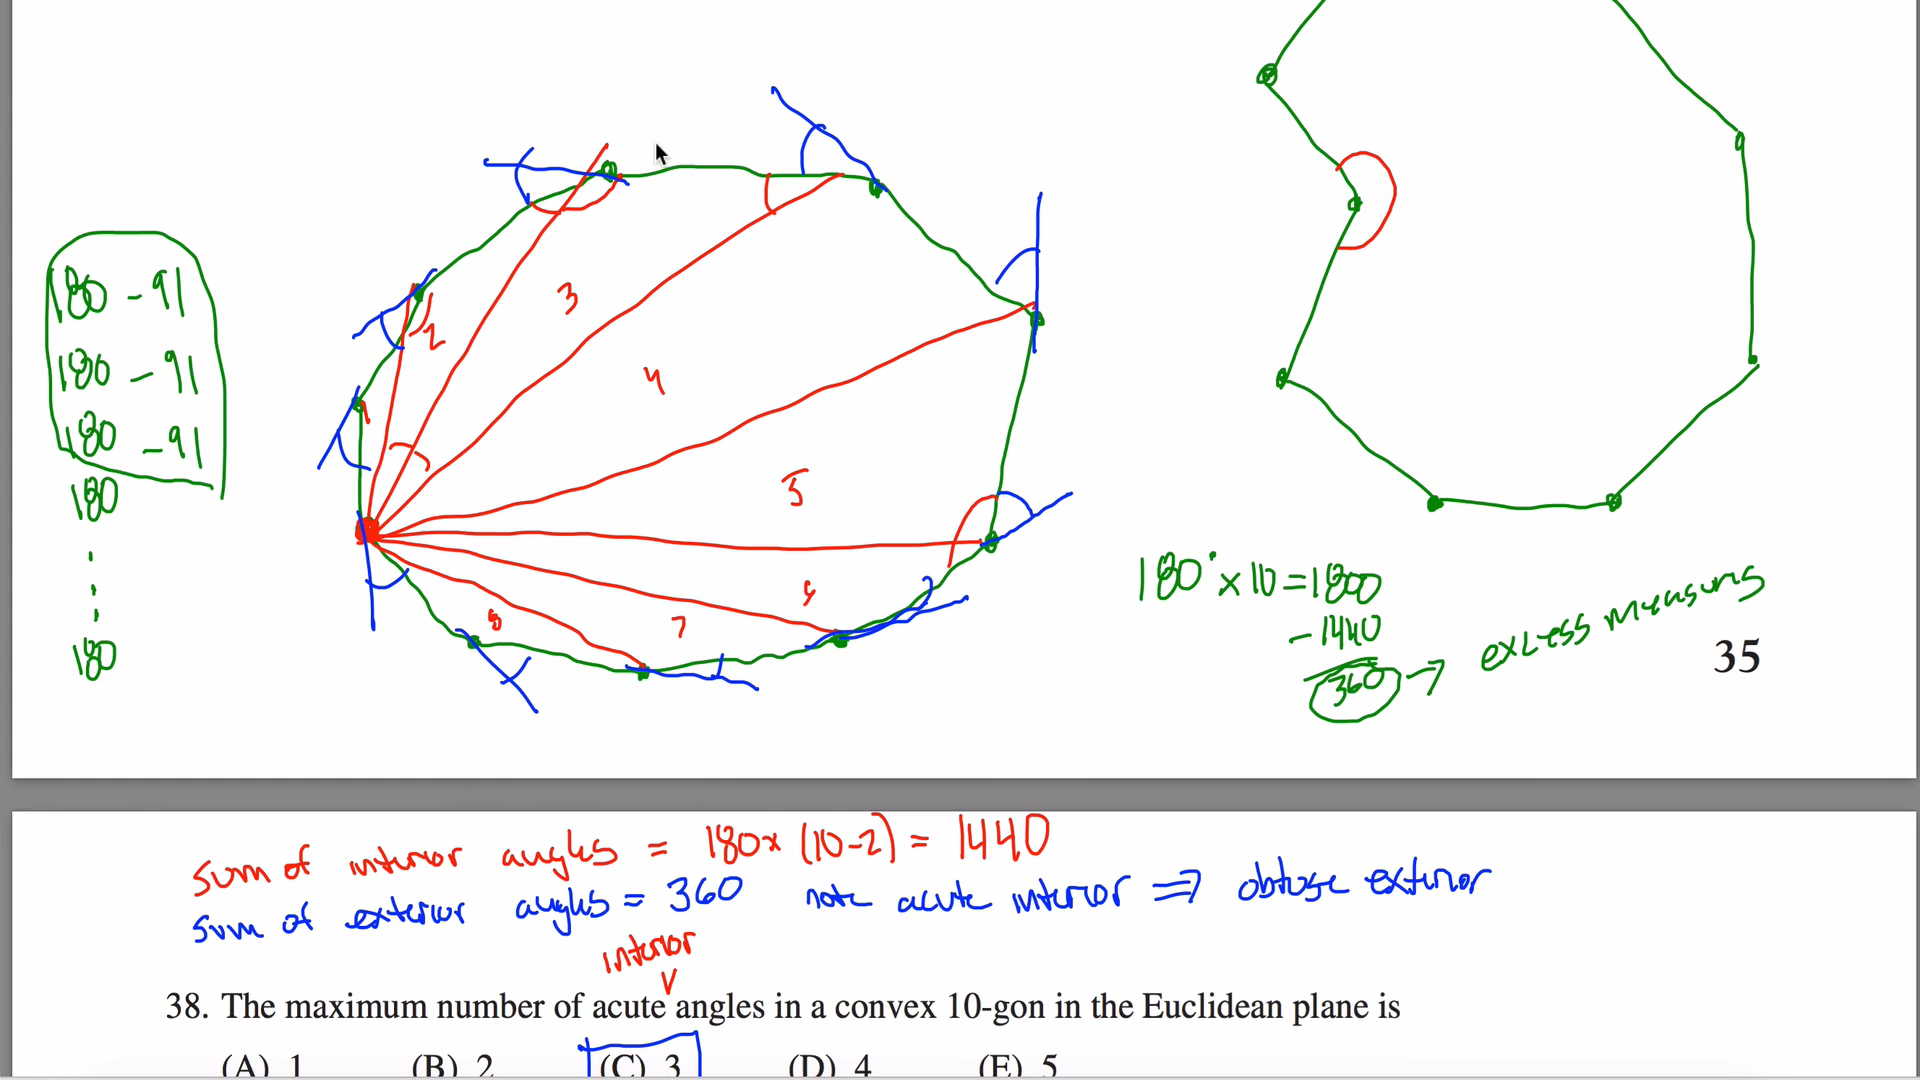 180 - 91
180 - 91
180 - 91
180
.
.
.
180
1
2
3
4
5
6
7
8
180° x 10 = 1800
- 1440
360 → excess measures
35
sum of interior angles = 180x (10-2) = 1440
sum of exterior angles = 360 note acute interior ⟹ obtuse exterior
interior
38. The maximum number of acute angles in a convex 10-gon in the Euclidean plane is
(A) 1 (B) 2 (C) 3 (D) 4 (E) 5